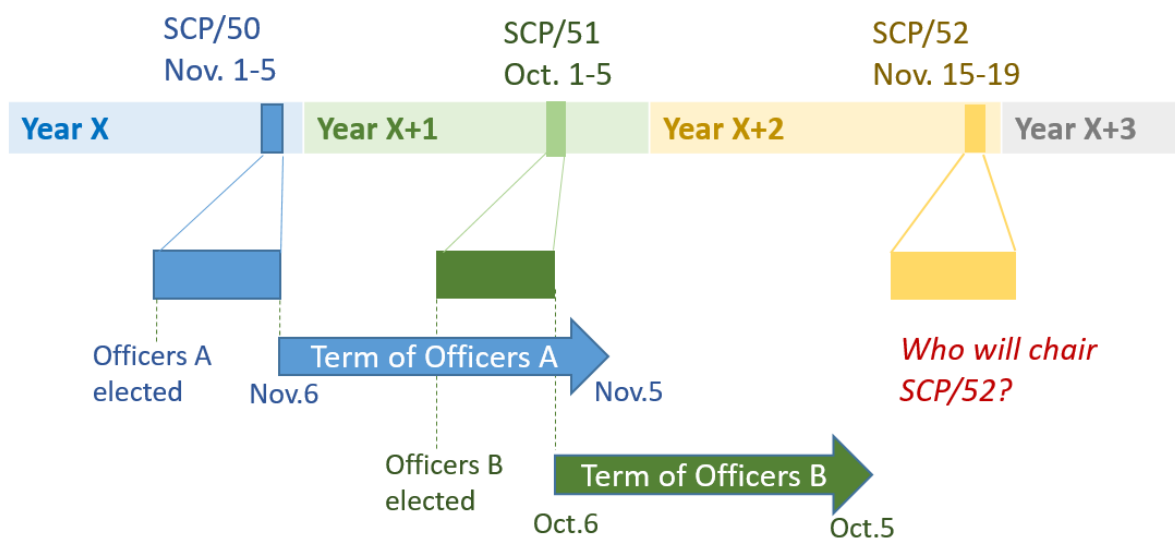 SCP/50
Nov. 1-5
SCP/51
Oct. 1-5
SCP/52
Nov. 15-19
Year X
Year X+1
Year X+2
Year X+3
Officers A
elected
Nov.6
Term of Officers A
Nov.5
Who will chair
SCP/52?
Officers B
elected
Oct.6
Term of Officers B
Oct.5